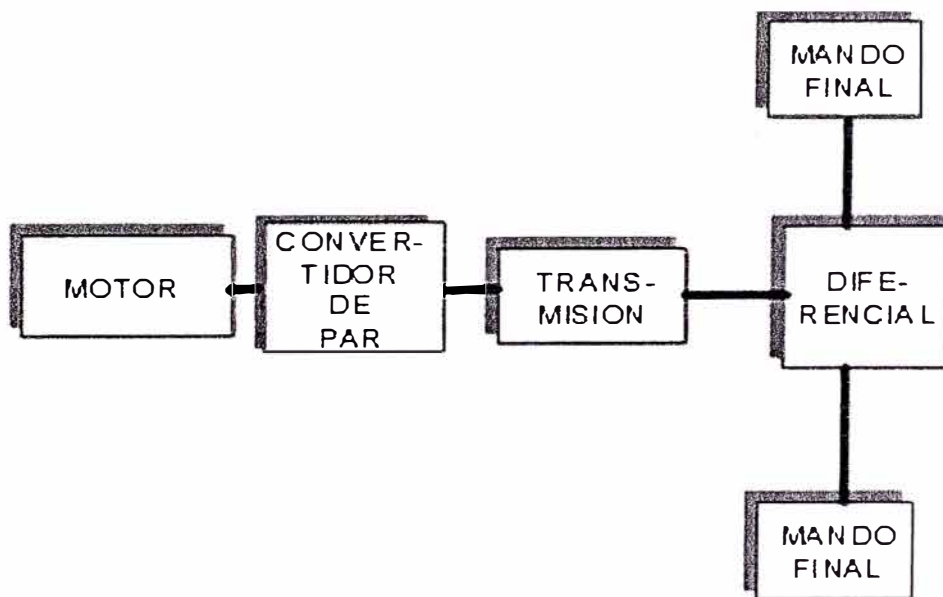 MANDO
FINAL
MOTOR
CONVER-
TIDOR
DE
PAR
TRANS-
MISION
DIFE-
RENCIAL
MANDO
FINAL